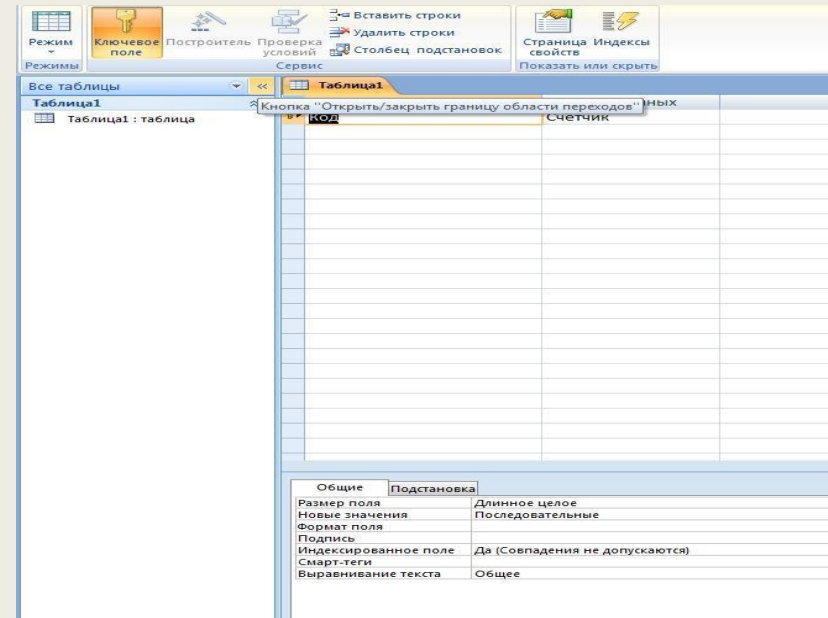 Режим
Ключевое поле
Построитель
Проверка условий
Вставить строки
Удалить строки
Столбец подстановок
Страница свойств
Индексы
Режимы
Сервис
Показать или скрыть
Все таблицы
«
Таблица1
Таблица1
Кнопка "Открыть/закрыть границу области переходов"
нных
Таблица1 : таблица
Код
Счетчик
Общие
Подстановка
Размер поля Длинное целое
Новые значения Последовательные
Формат поля
Подпись
Индексированное поле Да (Совпадения не допускаются)
Смарт-теги
Выравнивание текста Общее